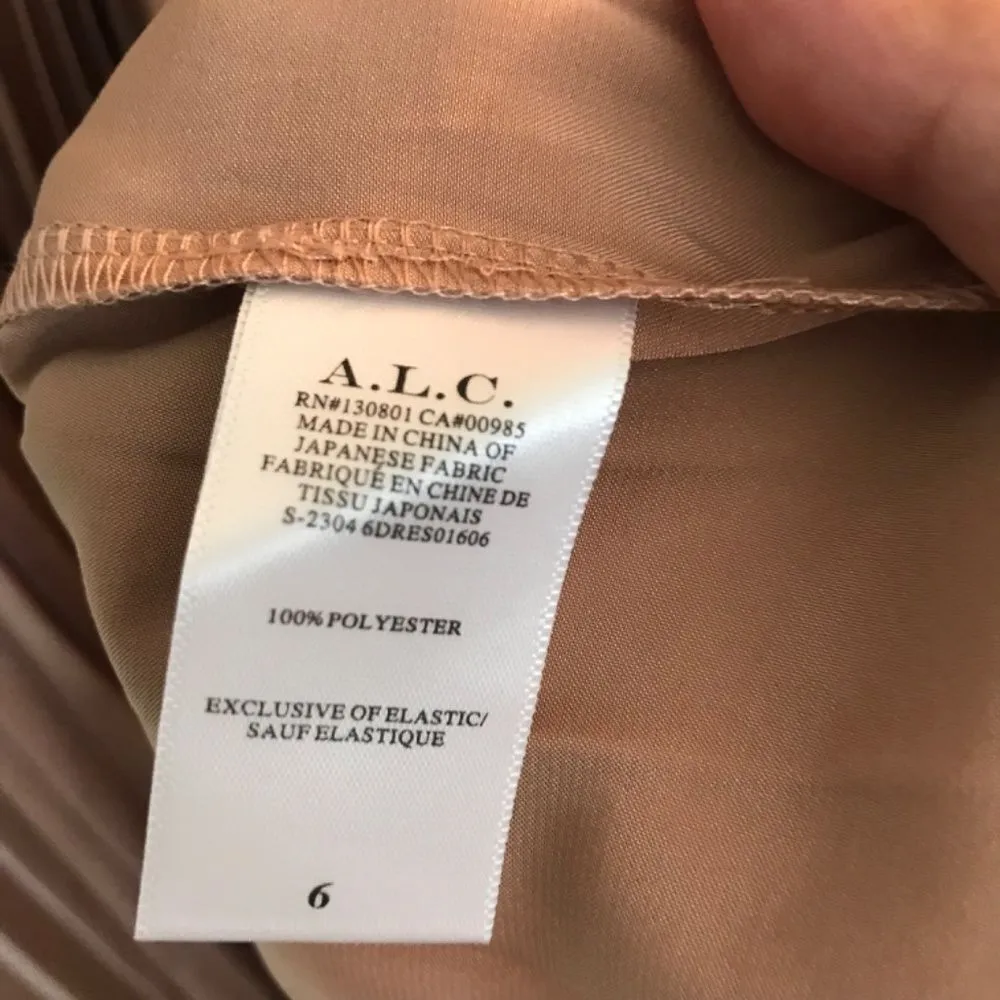 A.L.C.
RN#130801 CA#00985
MADE IN CHINA OF
JAPANESE FABRIC
FABRIQUÉ EN CHINE DE
TISSU JAPONAIS
S-2304 6DRES01606
100% POLYESTER
EXCLUSIVE OF ELASTIC/
SAUF ELASTIQUE
6